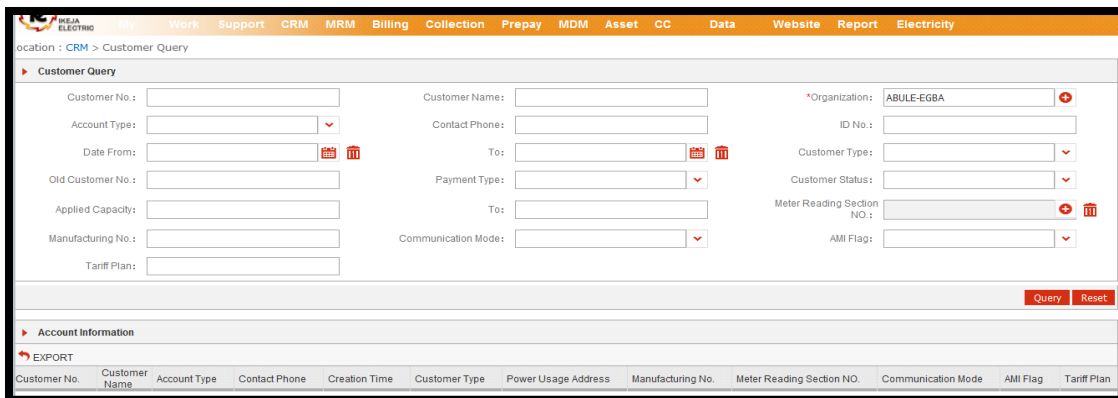 IKEJA
ELECTRIC
My Work Support CRM MRM Billing Collection Prepay MDM Asset CC Data Website Report Electricity
ocation : CRM > Customer Query
Customer Query
Customer No.: Customer Name: *Organization: ABULE-EGBA
Account Type: Contact Phone: ID No.:
Date From: To: Customer Type:
Old Customer No.: Payment Type: Customer Status:
Applied Capacity: To: Meter Reading Section NO.:
Manufacturing No.: Communication Mode: AMI Flag:
Tariff Plan:
Query Reset
Account Information
EXPORT
Customer No. Customer Name Account Type Contact Phone Creation Time Customer Type Power Usage Address Manufacturing No. Meter Reading Section NO. Communication Mode AMI Flag Tariff Plan